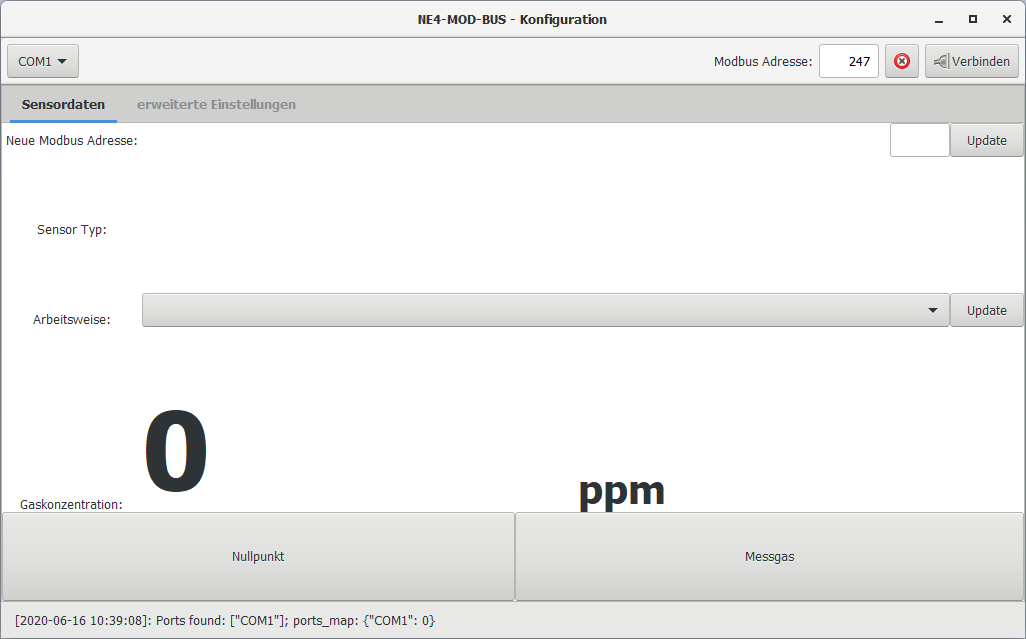 NE4-MOD-BUS - Konfiguration
COM1 Modbus Adresse: 247 Verbinden
Sensordaten erweiterte Einstellungen
Neue Modbus Adresse: Update
Sensor Typ:
Arbeitsweise: Update
Gaskonzentration: 0 ppm
Nullpunkt Messgas
[2020-06-16 10:39:08]: Ports found: ["COM1"]; ports_map: {"COM1": 0}